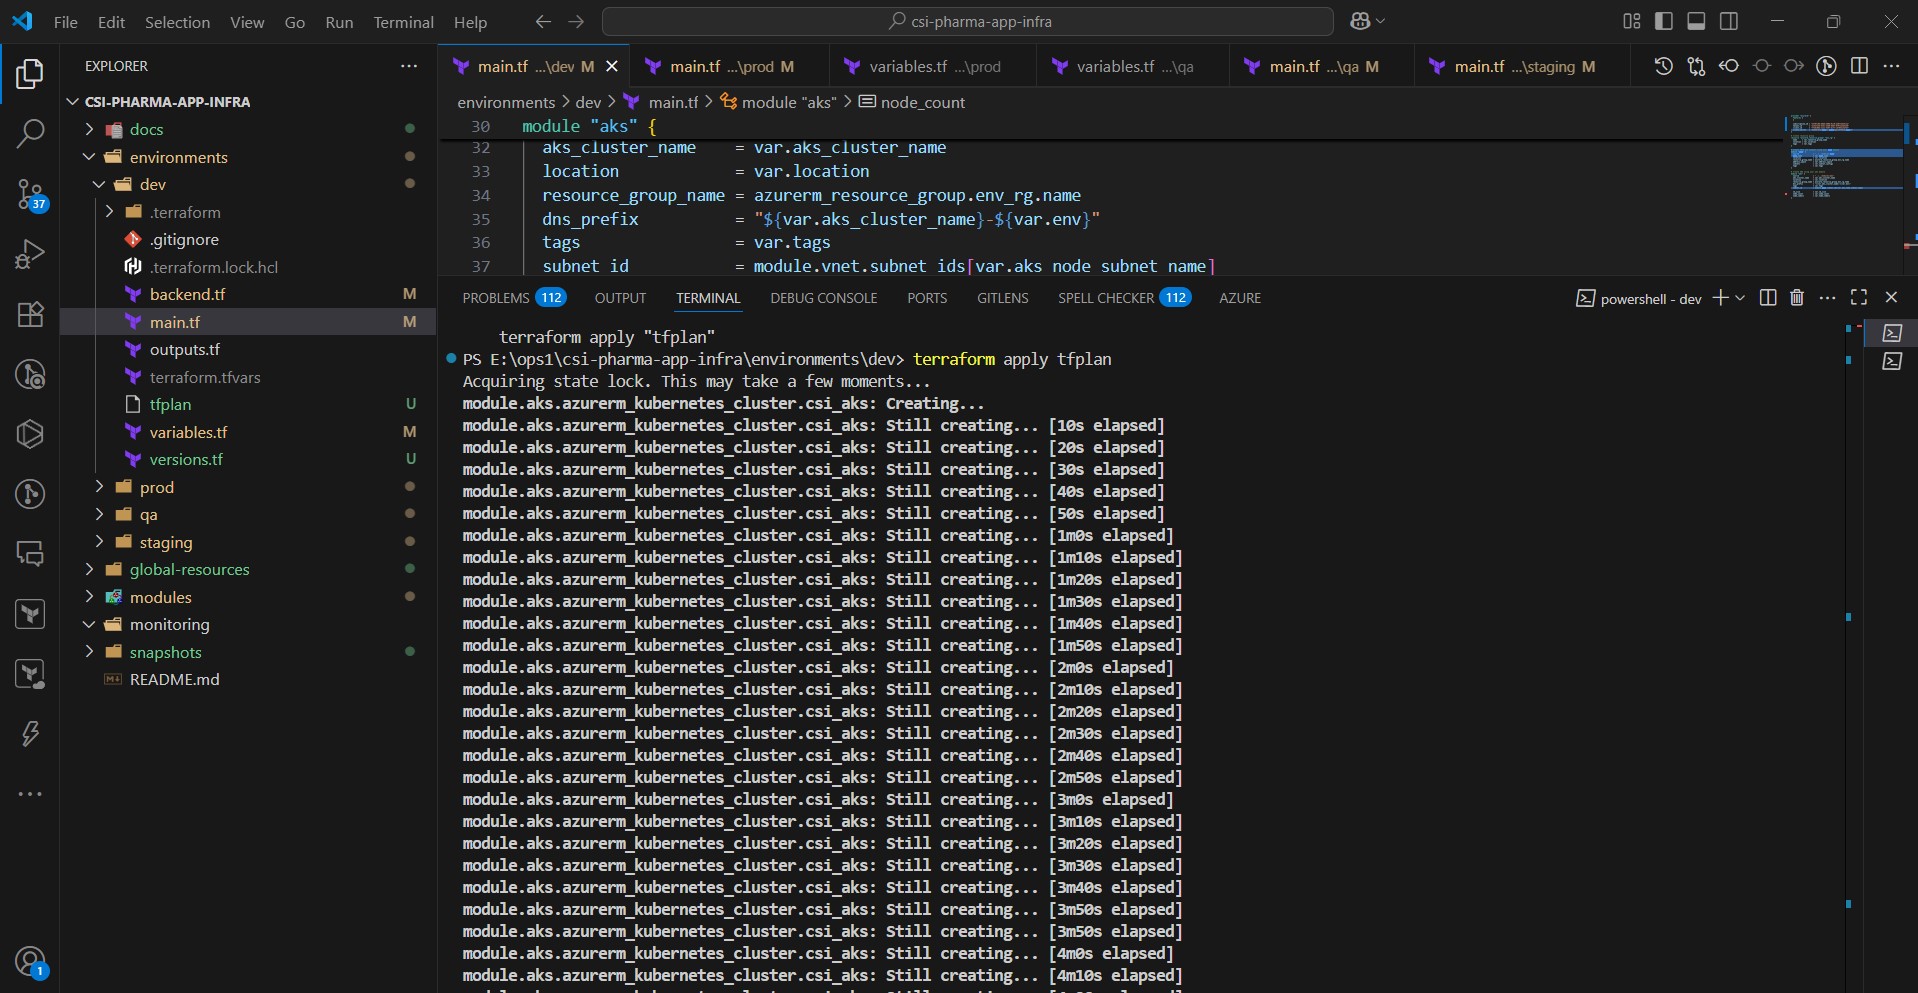 File Edit Selection View Go Run Terminal Help
csi-pharma-app-infra
EXPLORER
CSI-PHARMA-APP-INFRA
docs
environments
dev
.terraform
.gitignore
.terraform.lock.hcl
backend.tf M
main.tf M
outputs.tf
terraform.tfvars
tfplan U
variables.tf M
versions.tf U
prod
qa
staging
global-resources
modules
monitoring
snapshots
README.md
37
1
main.tf ...\dev M
main.tf ...\prod M
variables.tf ...\prod
variables.tf ...\qa
main.tf ...\qa M
main.tf ...\staging M
environments > dev > main.tf > module "aks" > node_count
30 module "aks" {
32 aks_cluster_name = var.aks_cluster_name
33 location = var.location
34 resource_group_name = azurerm_resource_group.env_rg.name
35 dns_prefix = "${var.aks_cluster_name}-${var.env}"
36 tags = var.tags
37 subnet_id = module.vnet.subnet_ids[var.aks_node_subnet_name]
PROBLEMS 112 OUTPUT TERMINAL DEBUG CONSOLE PORTS GITLENS SPELL CHECKER 112 AZURE
powershell - dev
terraform apply "tfplan"
PS E:\ops1\csi-pharma-app-infra\environments\dev> terraform apply tfplan
Acquiring state lock. This may take a few moments...
module.aks.azurerm_kubernetes_cluster.csi_aks: Creating...
module.aks.azurerm_kubernetes_cluster.csi_aks: Still creating... [10s elapsed]
module.aks.azurerm_kubernetes_cluster.csi_aks: Still creating... [20s elapsed]
module.aks.azurerm_kubernetes_cluster.csi_aks: Still creating... [30s elapsed]
module.aks.azurerm_kubernetes_cluster.csi_aks: Still creating... [40s elapsed]
module.aks.azurerm_kubernetes_cluster.csi_aks: Still creating... [50s elapsed]
module.aks.azurerm_kubernetes_cluster.csi_aks: Still creating... [1m0s elapsed]
module.aks.azurerm_kubernetes_cluster.csi_aks: Still creating... [1m10s elapsed]
module.aks.azurerm_kubernetes_cluster.csi_aks: Still creating... [1m20s elapsed]
module.aks.azurerm_kubernetes_cluster.csi_aks: Still creating... [1m30s elapsed]
module.aks.azurerm_kubernetes_cluster.csi_aks: Still creating... [1m40s elapsed]
module.aks.azurerm_kubernetes_cluster.csi_aks: Still creating... [1m50s elapsed]
module.aks.azurerm_kubernetes_cluster.csi_aks: Still creating... [2m0s elapsed]
module.aks.azurerm_kubernetes_cluster.csi_aks: Still creating... [2m10s elapsed]
module.aks.azurerm_kubernetes_cluster.csi_aks: Still creating... [2m20s elapsed]
module.aks.azurerm_kubernetes_cluster.csi_aks: Still creating... [2m30s elapsed]
module.aks.azurerm_kubernetes_cluster.csi_aks: Still creating... [2m40s elapsed]
module.aks.azurerm_kubernetes_cluster.csi_aks: Still creating... [2m50s elapsed]
module.aks.azurerm_kubernetes_cluster.csi_aks: Still creating... [3m0s elapsed]
module.aks.azurerm_kubernetes_cluster.csi_aks: Still creating... [3m10s elapsed]
module.aks.azurerm_kubernetes_cluster.csi_aks: Still creating... [3m20s elapsed]
module.aks.azurerm_kubernetes_cluster.csi_aks: Still creating... [3m30s elapsed]
module.aks.azurerm_kubernetes_cluster.csi_aks: Still creating... [3m40s elapsed]
module.aks.azurerm_kubernetes_cluster.csi_aks: Still creating... [3m50s elapsed]
module.aks.azurerm_kubernetes_cluster.csi_aks: Still creating... [3m50s elapsed]
module.aks.azurerm_kubernetes_cluster.csi_aks: Still creating... [4m0s elapsed]
module.aks.azurerm_kubernetes_cluster.csi_aks: Still creating... [4m10s elapsed]